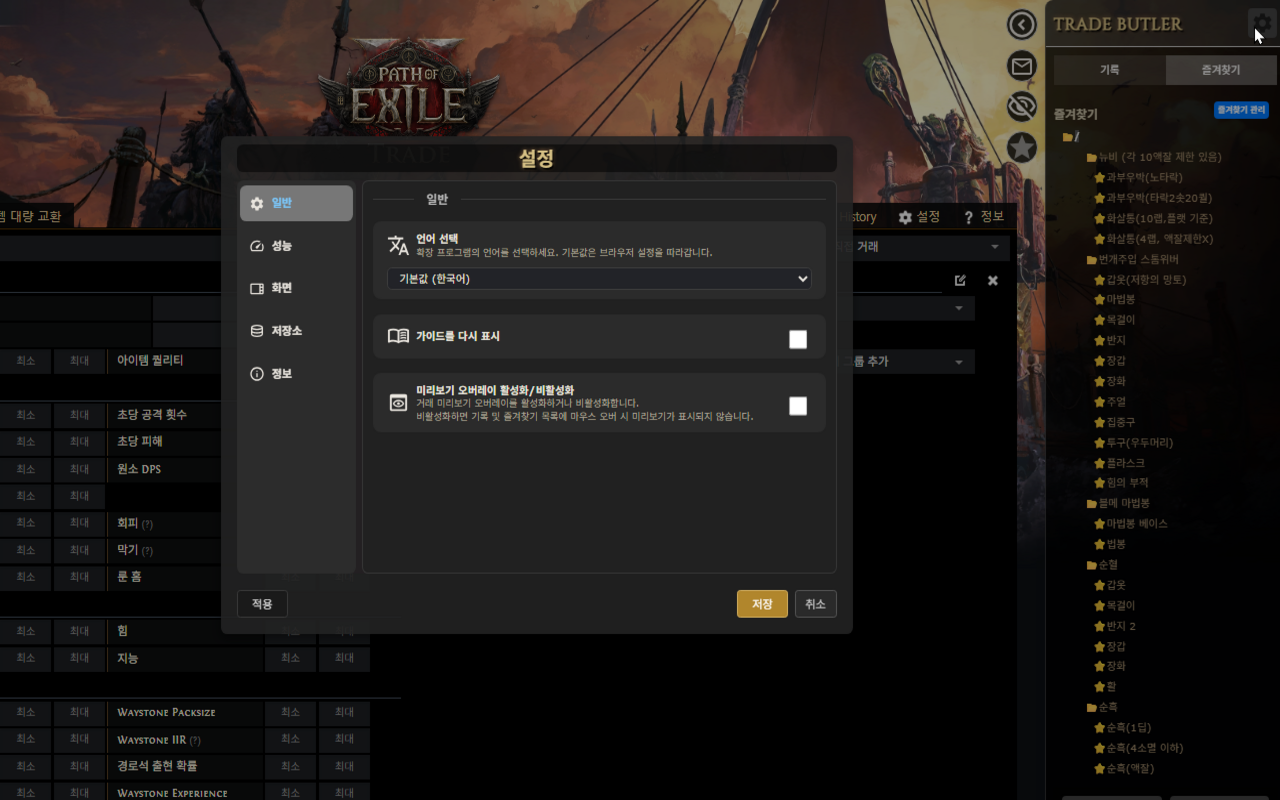 PATH OF
EXILE
TRADE
TRADE BUTLER
기록
즐겨찾기
즐겨찾기
즐겨찾기 관리
뉴비 (각 10액잘 제한 있음)
과부우박(노타락)
과부우박(타락2솟20퀄)
화살통(10랩,플랫 기준)
화살통(4랩, 액잘제한X)
번개주입 스톰위버
갑옷(저항의 망토)
마법봉
목걸이
반지
장갑
장화
주얼
집중구
투구(우두머리)
플라스크
힘의 부적
볼메 마법봉
마법봉 베이스
법봉
순혈
갑옷
목걸이
반지 2
장갑
장화
활
순흑
순흑(1딥)
순흑(4소멸 이하)
순흑(액잘)
템 대량 교환
History
설정
? 정보
거래
그룹 추가
설정
일반
성능
화면
저장소
정보
일반
언어 선택
확장 프로그램의 언어를 선택하세요. 기본값은 브라우저 설정을 따라갑니다.
기본값 (한국어)
가이드를 다시 표시
미리보기 오버레이 활성화/비활성화
거래 미리보기 오버레이를 활성화하거나 비활성화합니다.
비활성화하면 기록 및 즐겨찾기 목록에 마우스 오버 시 미리보기가 표시되지 않습니다.
적용
저장
취소
최소 최대 아이템 퀄리티
최소 최대 초당 공격 횟수
최소 최대 초당 피해
최소 최대 원소 DPS
최소 최대
최소 최대 회피 (?)
최소 최대 막기 (?)
최소 최대 룬 홈 최소 최대
최소 최대 힘 최소 최대
최소 최대 지능 최소 최대
최소 최대 Waystone Packsize 최소 최대
최소 최대 Waystone IIR (?) 최소 최대
최소 최대 경로석 출현 확률 최소 최대
최소 최대 Waystone Experience 최소 최대